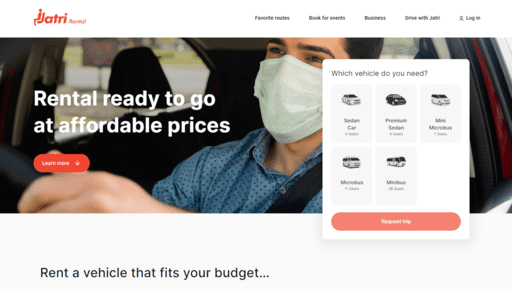 Jatri
Rental
Favorite routes
Book for events
Business
Drive with Jatri
Log in
Rental ready to go
at affordable prices
Learn more
Which vehicle do you need?
Sedan
Car
4 Seats
Premium
Sedan
4 Seats
Mini
Microbus
7 Seats
Microbus
11 Seats
Minibus
28 Seats
Request trip
Rent a vehicle that fits your budget...